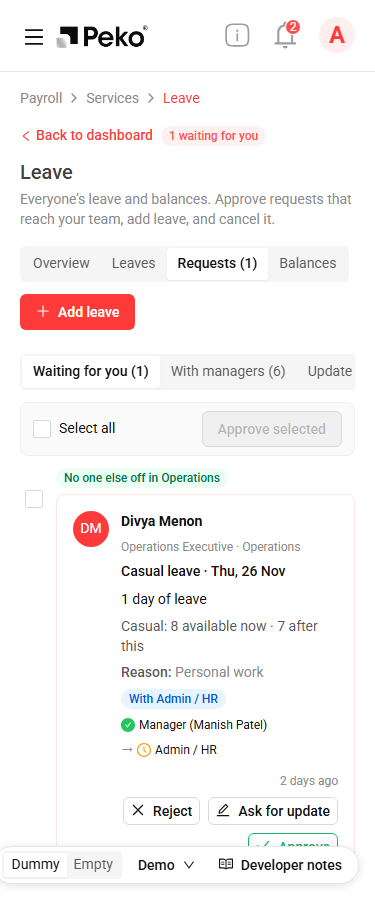 Peko
2
A
Payroll > Services > Leave
< Back to dashboard 1 waiting for you
Leave
Everyone's leave and balances. Approve requests that
reach your team, add leave, and cancel it.
Overview Leaves Requests (1) Balances
+ Add leave
Waiting for you (1) With managers (6) Update
Select all Approve selected
No one else off in Operations
DM Divya Menon
Operations Executive · Operations
Casual leave · Thu, 26 Nov
1 day of leave
Casual: 8 available now · 7 after
this
Reason: Personal work
With Admin / HR
Manager (Manish Patel)
→ Admin / HR
2 days ago
Reject Ask for update
Approve
Dummy Empty Demo Developer notes